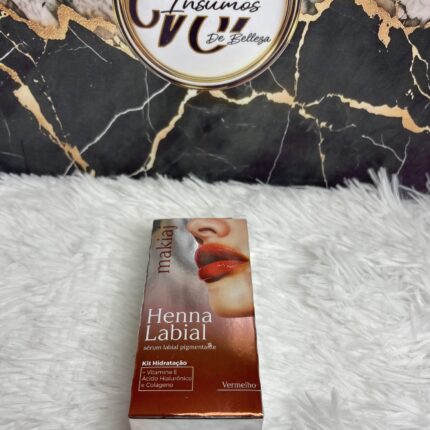 Insumos
De Belleza
makiaj
Henna
Labial
sérum labial pigmentante
Kit Hidratação
- Vitamina E
Ácido Hialurônico
e Colágeno
Vermelho